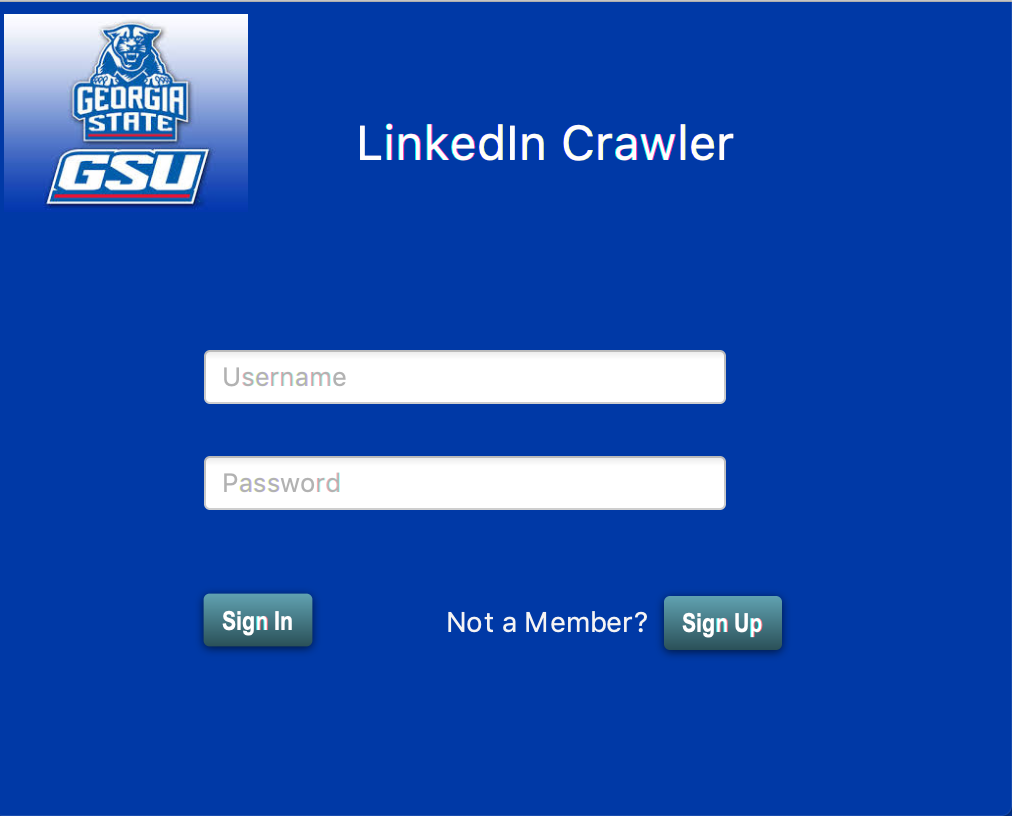 GEORGIA
STATE
GSU
LinkedIn Crawler
Username
Password
Sign In
Not a Member?
Sign Up